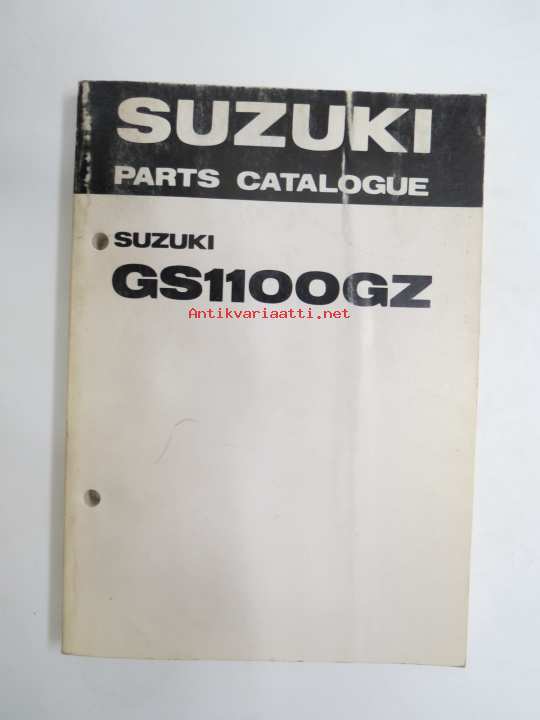 SUZUKI
PARTS CATALOGUE
SUZUKI
GS1100GZ
Antikvariaatti.net